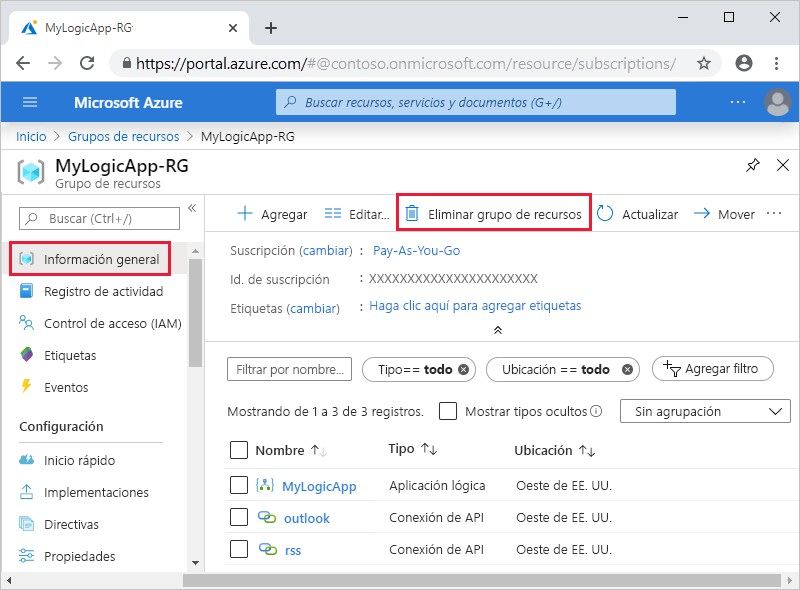 MyLogicApp-RG
https://portal.azure.com/#@contoso.onmicrosoft.com/resource/subscriptions/
Microsoft Azure
Buscar recursos, servicios y documentos (G+/)
Inicio > Grupos de recursos > MyLogicApp-RG
MyLogicApp-RG
Grupo de recursos
Buscar (Ctrl+/)
Información general
Registro de actividad
Control de acceso (IAM)
Etiquetas
Eventos
Configuración
Inicio rápido
Implementaciones
Directivas
Propiedades
Agregar Editar... Eliminar grupo de recursos Actualizar Mover ...
Suscripción (cambiar) : Pay-As-You-Go
Id. de suscripción : XXXXXXXXXXXXXXXXXXXXXX
Etiquetas (cambiar) : Haga clic aquí para agregar etiquetas
Filtrar por nombre... Tipo== todo Ubicación == todo Agregar filtro
Mostrando de 1 a 3 de 3 registros. Mostrar tipos ocultos Sin agrupación
Nombre Tipo Ubicación
MyLogicApp Aplicación lógica Oeste de EE. UU.
outlook Conexión de API Oeste de EE. UU.
rss Conexión de API Oeste de EE. UU.